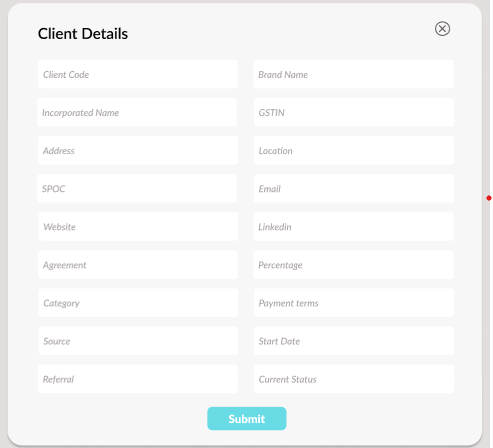 Client Details
Client Code
Brand Name
Incorporated Name
GSTIN
Address
Location
SPOC
Email
Website
Linkedin
Agreement
Percentage
Category
Payment terms
Source
Start Date
Referral
Current Status
Submit